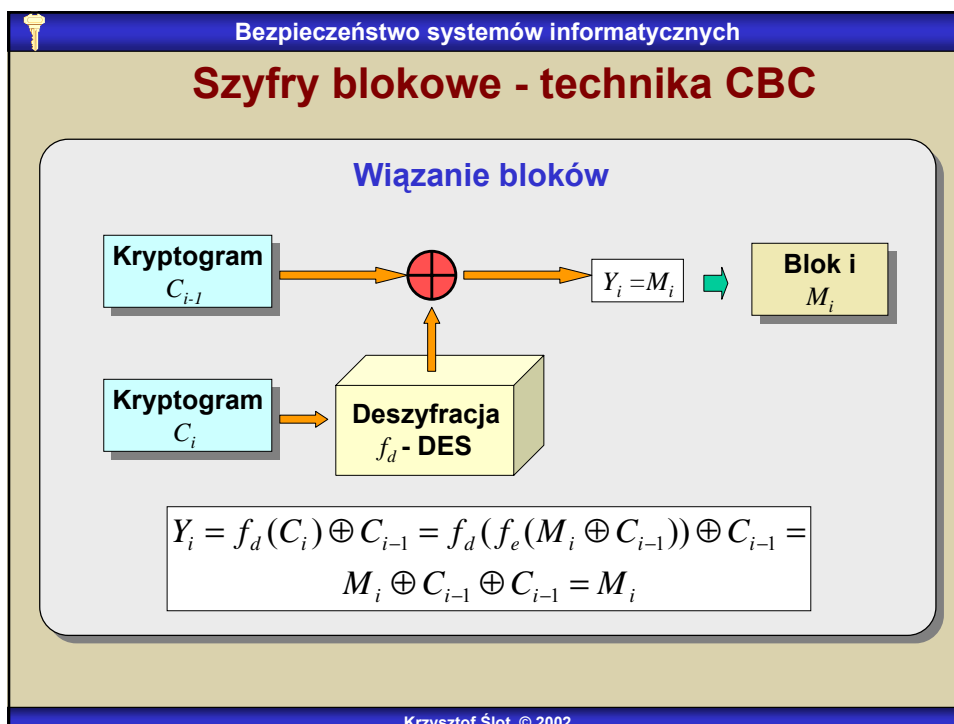 Bezpieczeństwo systemów informatycznych
Szyfry blokowe - technika CBC
Wiązanie bloków
Kryptogram
C_{i-1}
Y_i = M_i
Blok i
M_i
Kryptogram
C_i
Deszyfracja
f_d - DES
Y_i = f_d(C_i) ⊕ C_{i−1} = f_d(f_e(M_i ⊕ C_{i−1})) ⊕ C_{i−1} =
M_i ⊕ C_{i−1} ⊕ C_{i−1} = M_i
Krzysztof Ślot, © 2002